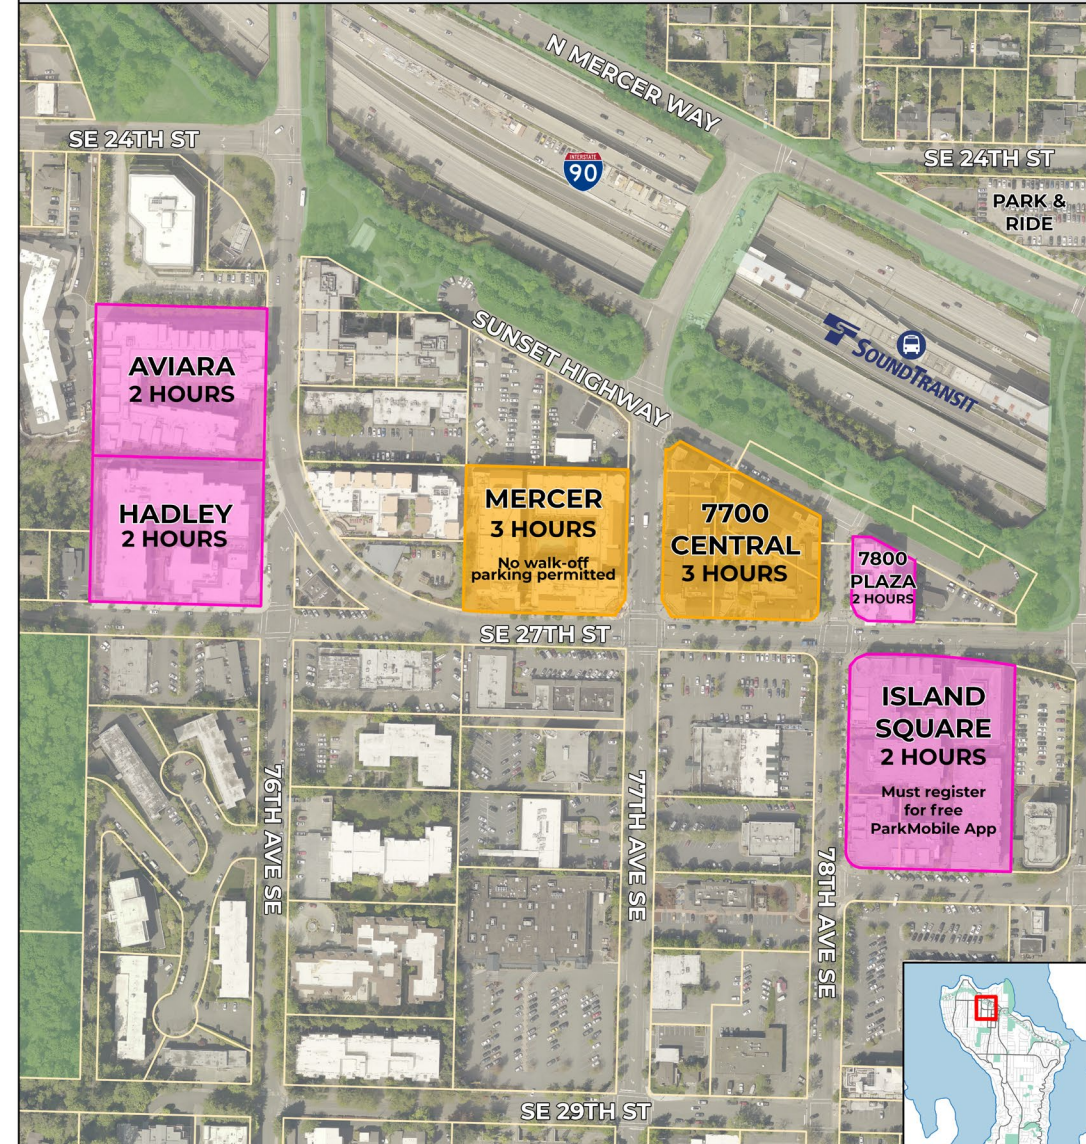 N MERCER WAY
SE 24TH ST
SE 24TH ST
INTERSTATE
90
PARK &
RIDE
SUNSET HIGHWAY
SOUNDTRANSIT
AVIARA
2 HOURS
HADLEY
2 HOURS
MERCER
3 HOURS
No walk-off
parking permitted
7700
CENTRAL
3 HOURS
7800
PLAZA
2 HOURS
SE 27TH ST
ISLAND
SQUARE
2 HOURS
Must register
for free
ParkMobile App
76TH AVE SE
77TH AVE SE
78TH AVE SE
SE 29TH ST